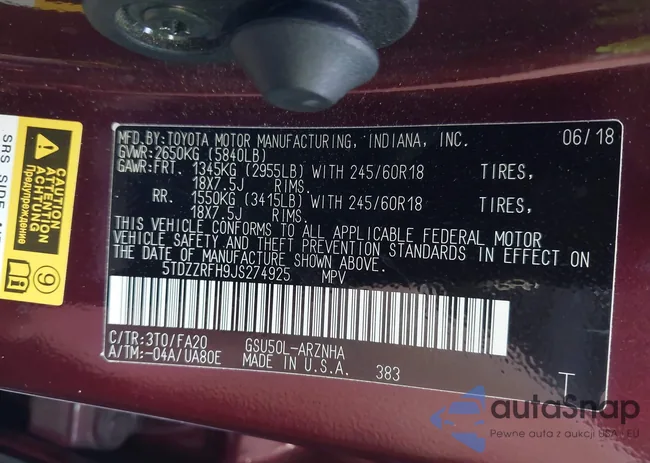 MFD.BY:TOYOTA MOTOR MANUFACTURING, INDIANA, INC. 06/18
GVWR:2650KG (5840LB)
GAWR:FRT. 1345KG (2955LB) WITH 245/60R18 TIRES,
18X7.5J RIMS.
RR. 1550KG (3415LB) WITH 245/60R18 TIRES,
18X7.5J RIMS.
THIS VEHICLE CONFORMS TO ALL APPLICABLE FEDERAL MOTOR
VEHICLE SAFETY AND THEFT PREVENTION STANDARDS IN EFFECT ON
THE DATE OF MANUFACTURE SHOWN ABOVE.
5TDZZRFH9JS274925 MPV
C/TR:3T0/FA20 GSU50L-ARZNHA
A/TM:-04A/UA80E MADE IN U.S.A. 383 T
CAUTION
ATTENTION
ACHTUNG
Предупреждение
9
SRS SIDE
autaSnap
Pewne auta z aukcji USA - EU